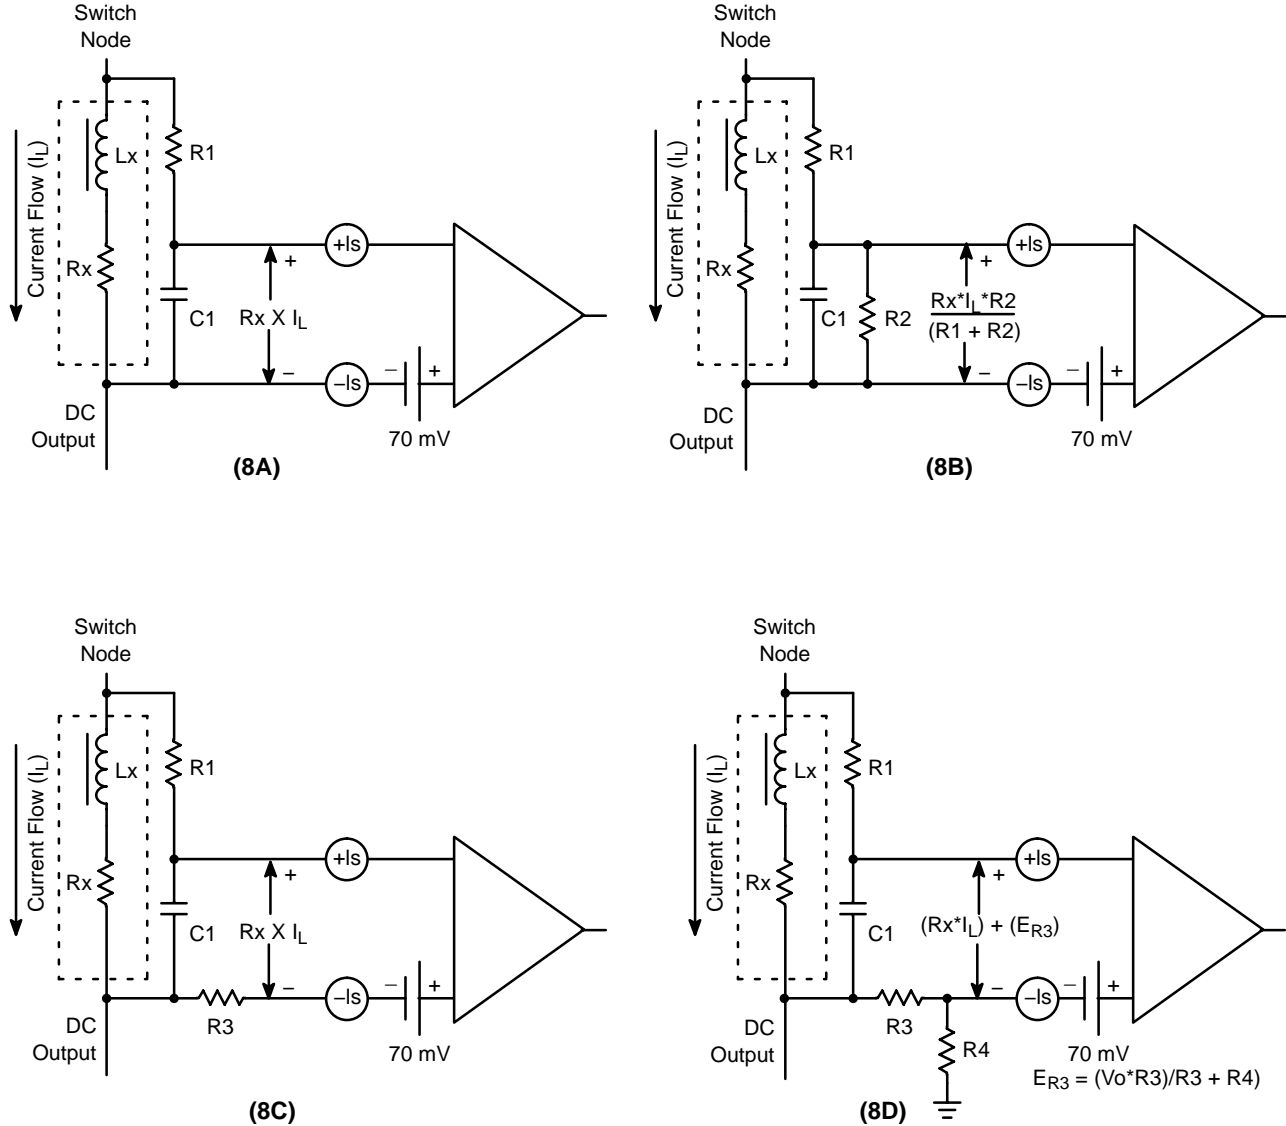 Switch
Node
Current Flow (IL)
Lx
R1
Rx
C1
+Is
+
Rx X IL
–
–Is
–
+
70 mV
DC
Output
(8A)
Switch
Node
Current Flow (IL)
Lx
R1
Rx
C1
R2
+Is
+
Rx*IL*R2
(R1 + R2)
–
–Is
–
+
70 mV
DC
Output
(8B)
Switch
Node
Current Flow (IL)
Lx
R1
Rx
C1
+Is
+
Rx X IL
–
–Is
–
+
R3
70 mV
DC
Output
(8C)
Switch
Node
Current Flow (IL)
Lx
R1
Rx
C1
+Is
+
(Rx*IL) + (ER3)
–
–Is
–
+
R3
R4
70 mV
DC
Output
ER3 = (Vo*R3)/R3 + R4)
(8D)